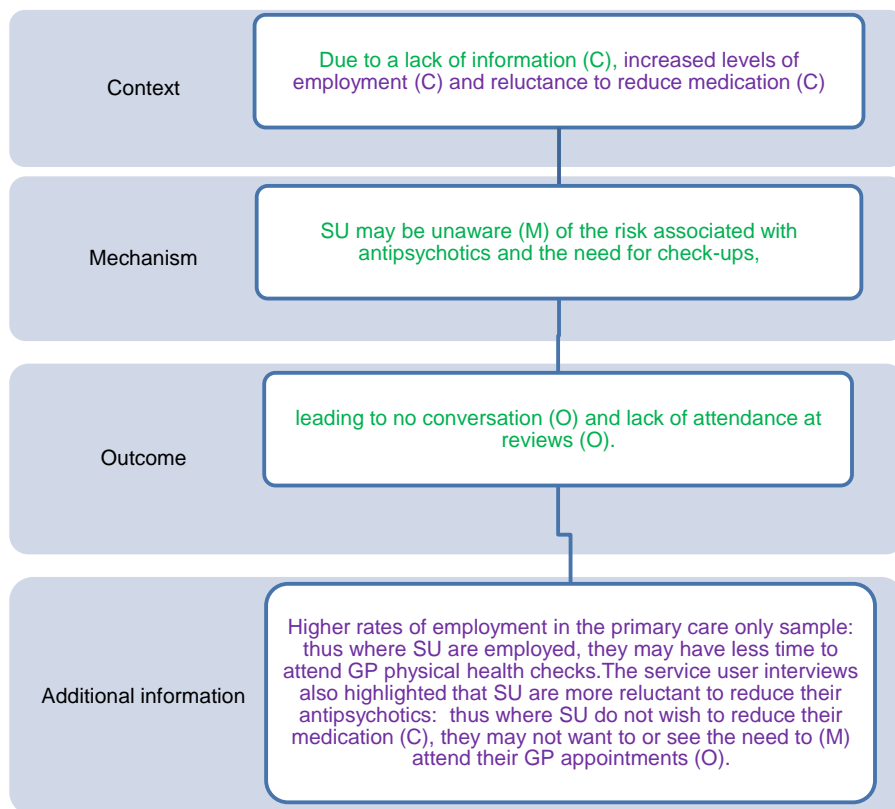 Context
Due to a lack of information (C), increased levels of
employment (C) and reluctance to reduce medication (C)
Mechanism
SU may be unaware (M) of the risk associated with
antipsychotics and the need for check-ups,
Outcome
leading to no conversation (O) and lack of attendance at
reviews (O).
Additional information
Higher rates of employment in the primary care only sample:
thus where SU are employed, they may have less time to
attend GP physical health checks.The service user interviews
also highlighted that SU are more reluctant to reduce their
antipsychotics:  thus where SU do not wish to reduce their
medication (C), they may not want to or see the need to (M)
attend their GP appointments (O).